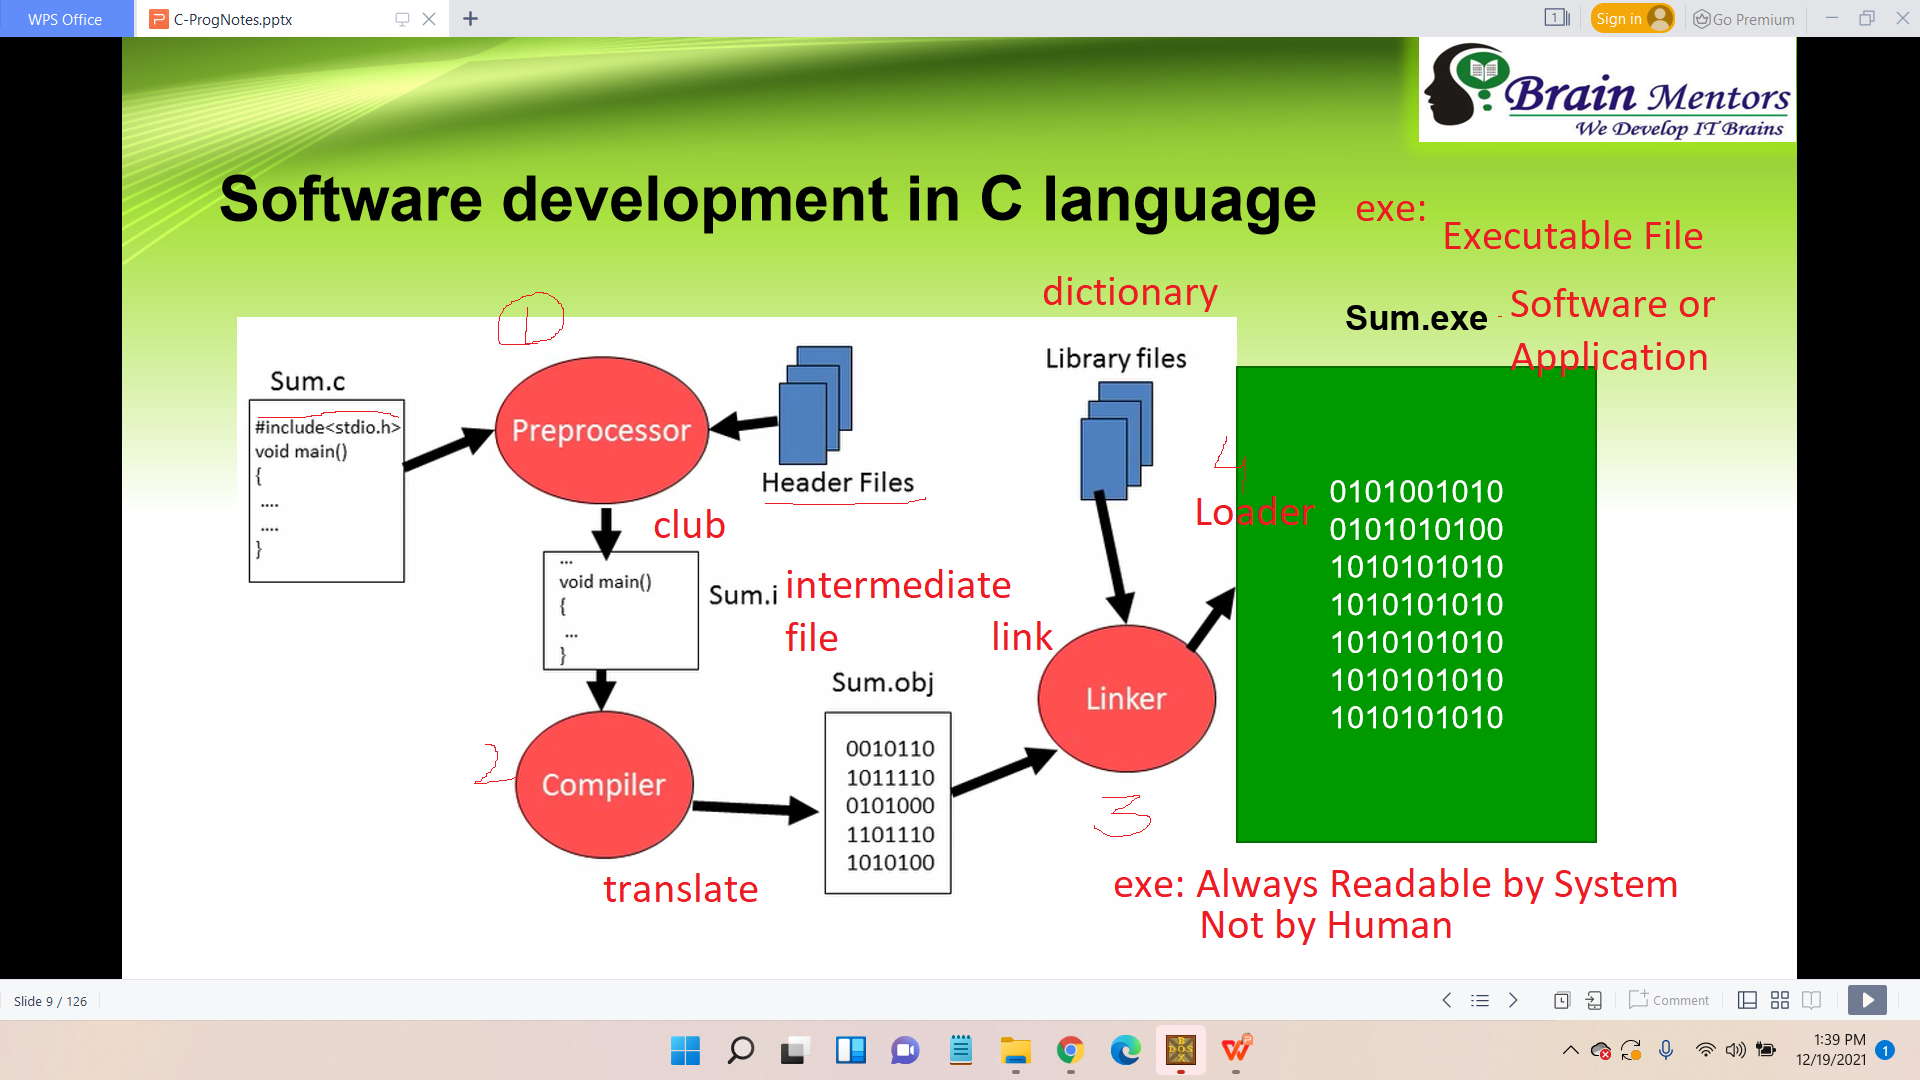 WPS Office
C-ProgNotes.pptx
1
Sign in
Go Premium
Brain Mentors
We Develop IT Brains
Software development in C language
exe:
Executable File
dictionary
Sum.exe
- Software or
Application
1
Sum.c
#include<stdio.h>
void main()
{
....
....
}
Preprocessor
Header Files
Library files
L
Loader
club
...
void main()
{
...
}
Sum.i
intermediate
file
link
Sum.obj
0010110
1011110
0101000
1101110
1010100
Linker
3
2
Compiler
translate
0101001010
0101010100
1010101010
1010101010
1010101010
1010101010
1010101010
exe: Always Readable by System
Not by Human
Slide 9 / 126
Comment
DOS
BOX
1:39 PM
12/19/2021
1